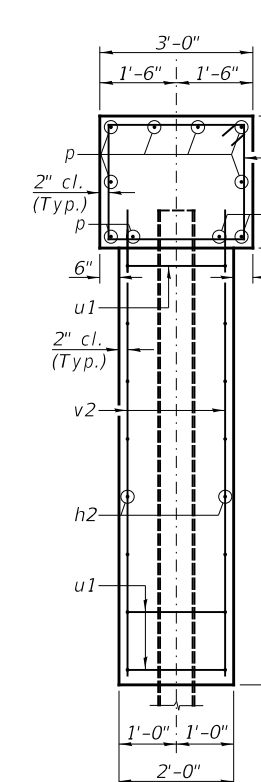 3'-0"
1'-6" 1'-6"
p
2" cl.
(Typ.)
p
6"
u1
2" cl.
(Typ.)
v2
h2
u1
1'-0" 1'-0"
2'-0"